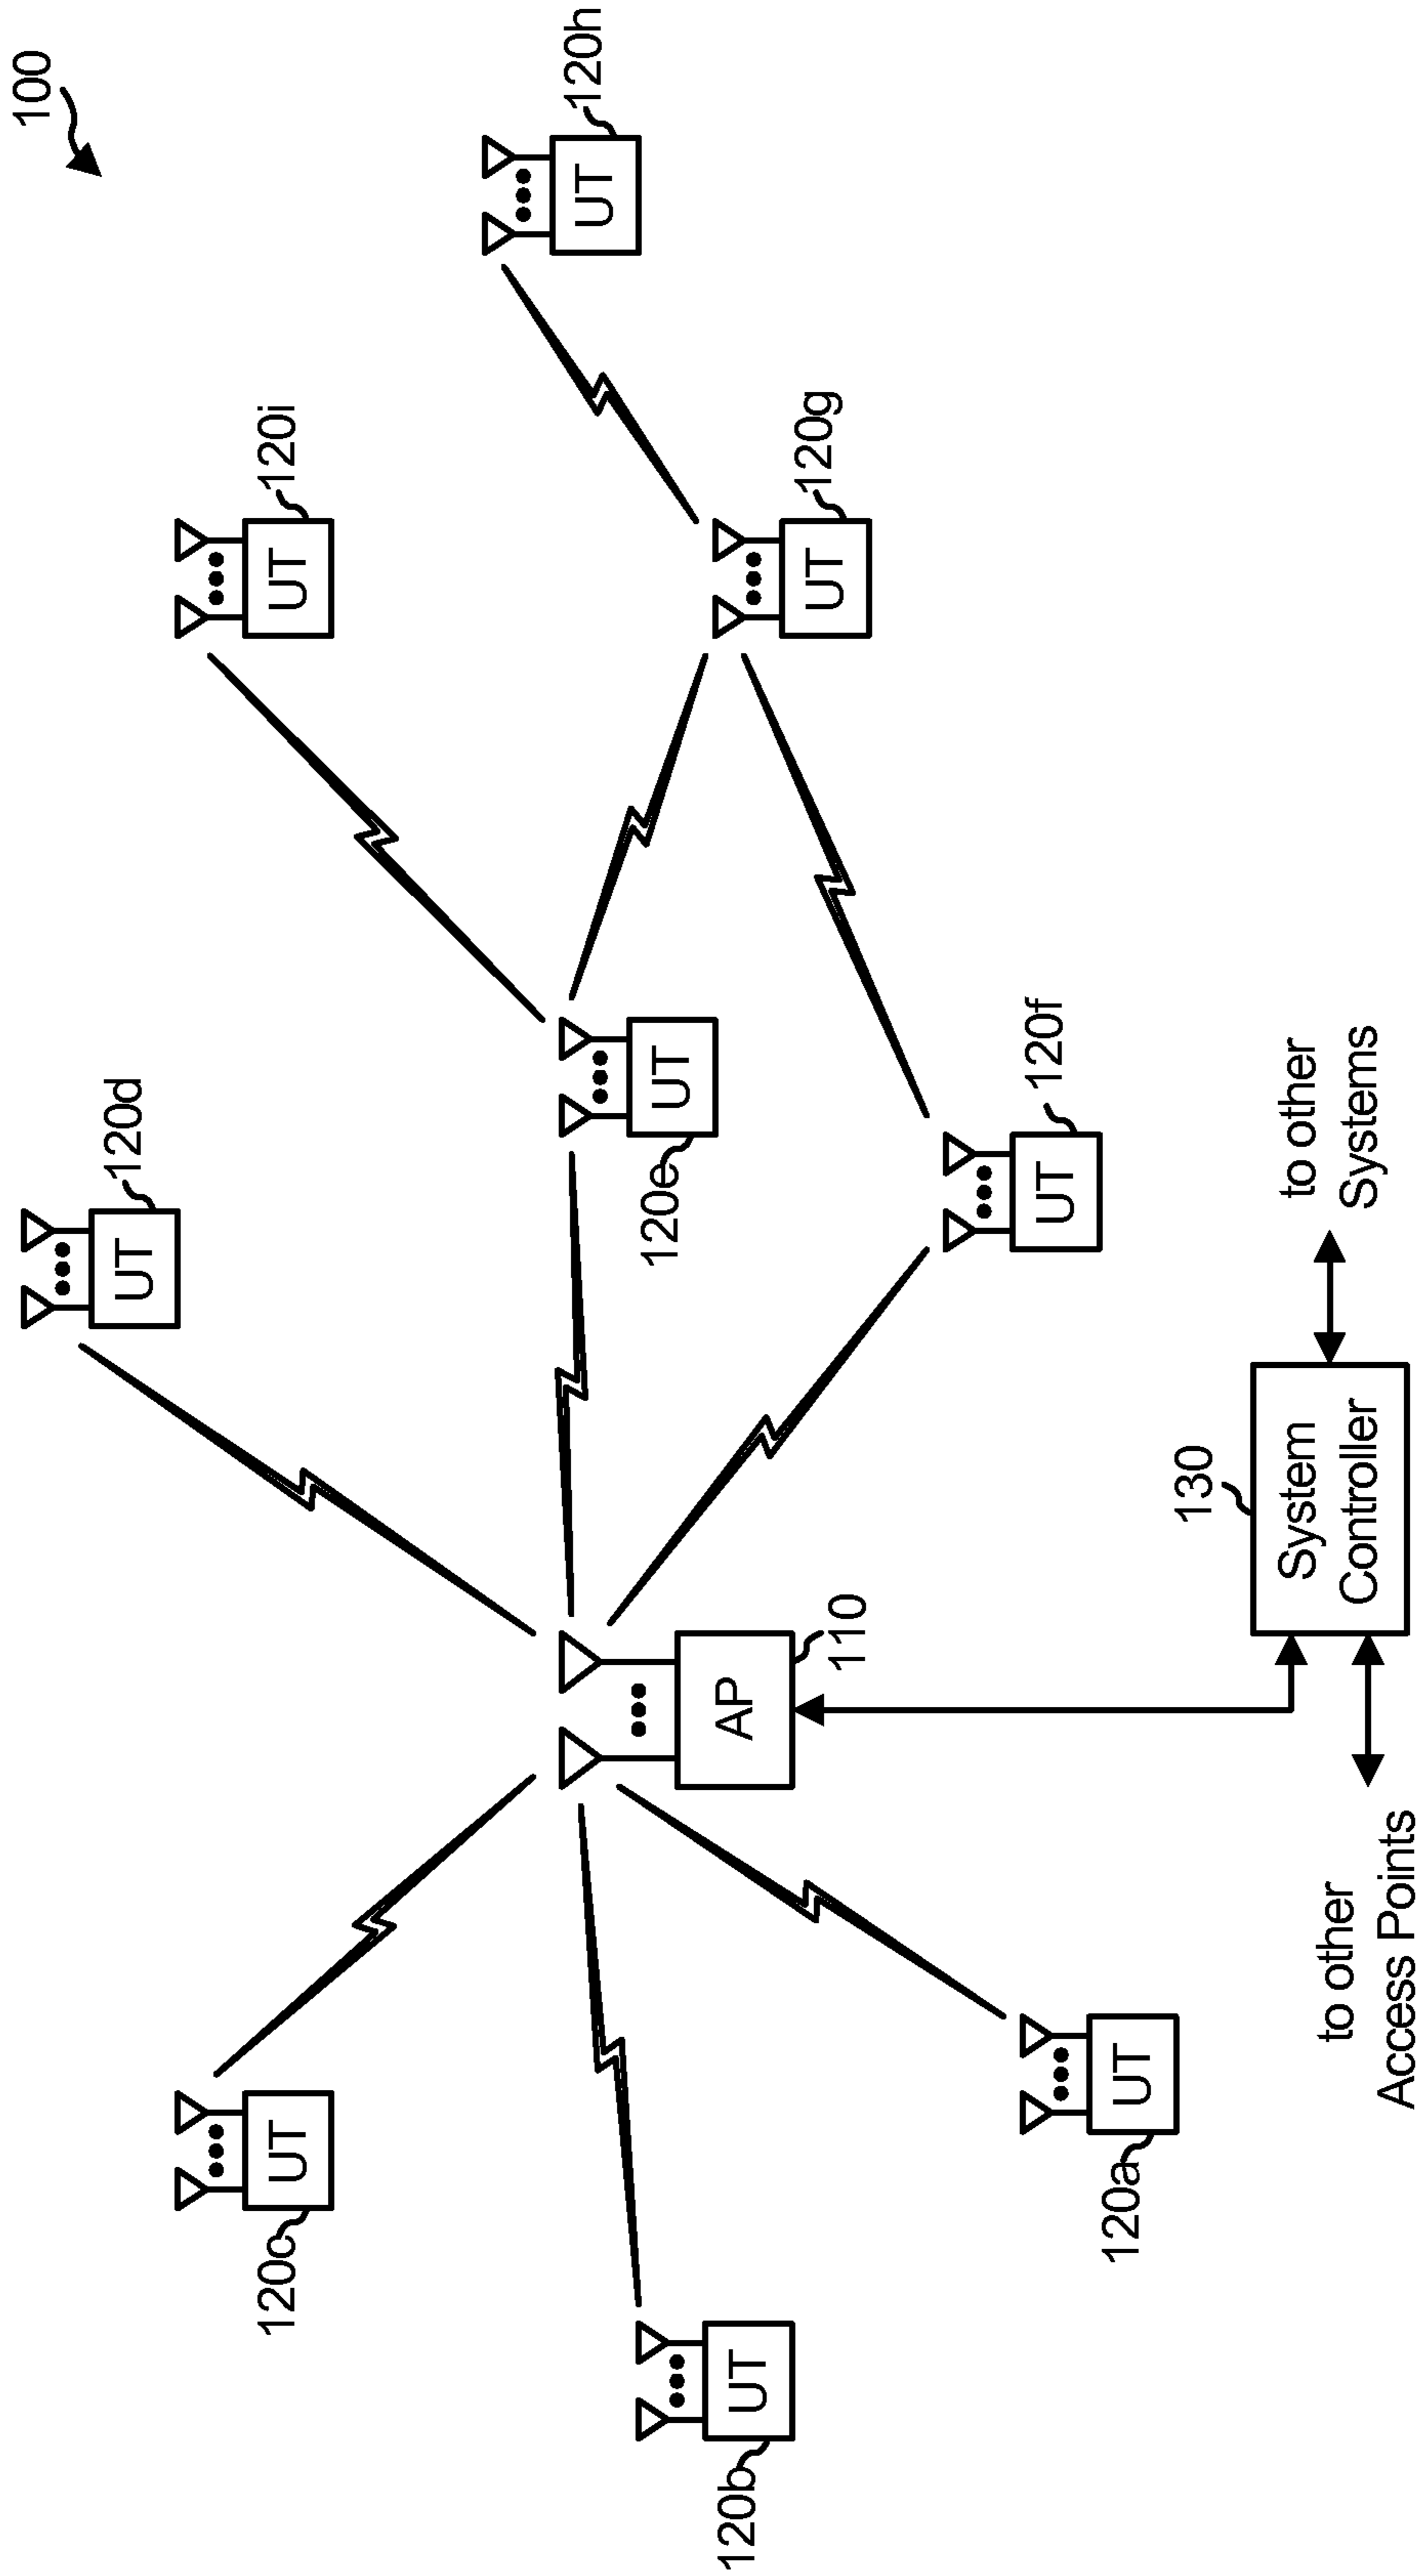 100
UT
120d
UT
120i
UT
120c
UT
120h
UT
120e
UT
120g
UT
120b
AP
110
UT
120f
UT
120a
130
System
Controller
to other
Systems
to other
Access Points